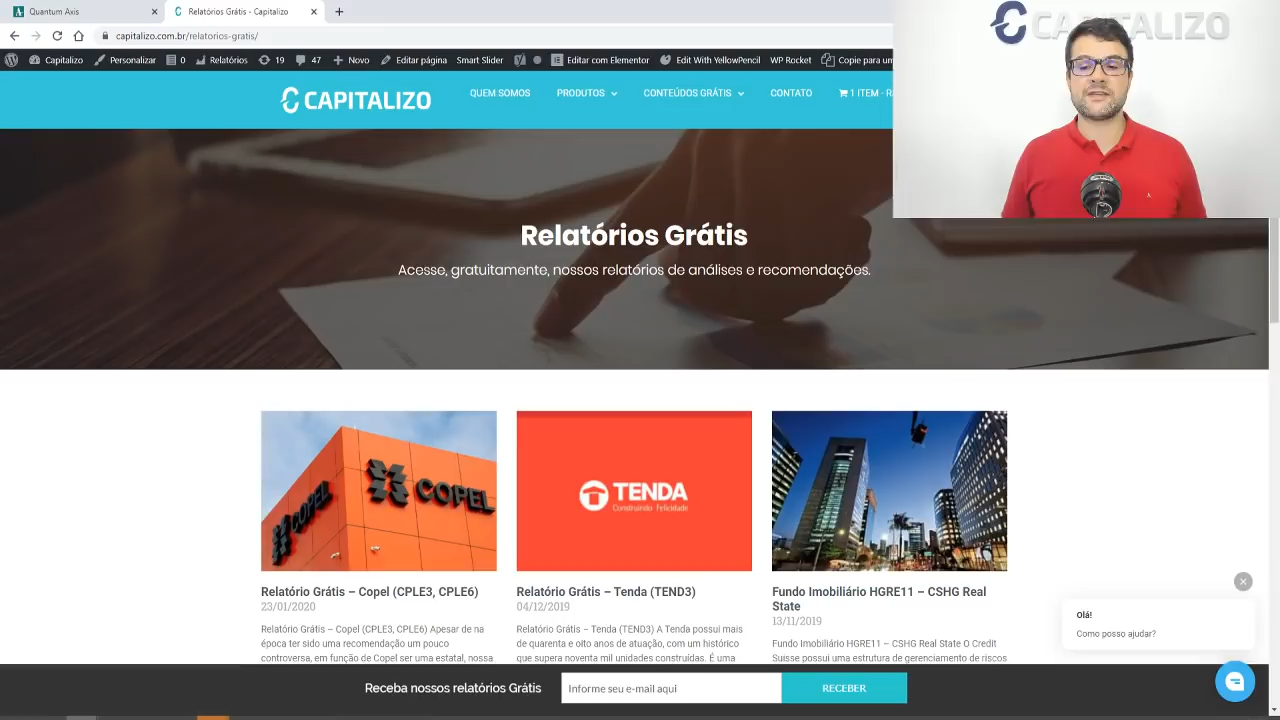 Quantum Axis
Relatórios Grátis - Capitalizo
capitalizo.com.br/relatorios-gratis/
Capitalizo
Personalizar
0
Relatórios
19
47
Novo
Editar página
Smart Slider
Editar com Elementor
Edit With YellowPencil
WP Rocket
Copie para um
CAPITALIZO
CAPITALIZO
QUEM SOMOS
PRODUTOS
CONTEÚDOS GRÁTIS
CONTATO
1 ITEM - R
Relatórios Grátis
Acesse, gratuitamente, nossos relatórios de análises e recomendações.
COPEL
COPEL
TENDA
Construindo Felicidade
Relatório Grátis – Copel (CPLE3, CPLE6)
23/01/2020
Relatório Grátis – Copel (CPLE3, CPLE6) Apesar de na
época ter sido uma recomendação um pouco
controversa, em função de Copel ser uma estatal, nossa
Relatório Grátis – Tenda (TEND3)
04/12/2019
Relatório Grátis – Tenda (TEND3) A Tenda possui mais
de quarenta e oito anos de atuação, com um histórico
que supera noventa mil unidades construídas. É uma
Fundo Imobiliário HGRE11 – CSHG Real
State
13/11/2019
Fundo Imobiliário HGRE11 – CSHG Real State O Credit
Suisse possui uma estrutura de gerenciamento de riscos
Olá!
Como posso ajudar?
Receba nossos relatórios Grátis
Informe seu e-mail aqui
RECEBER